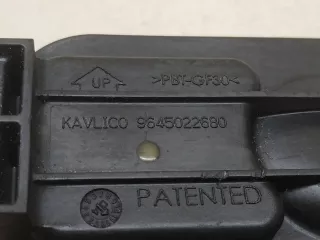 UP
>PBT-GF30<
KAVLICO 9645022680
PATENTED